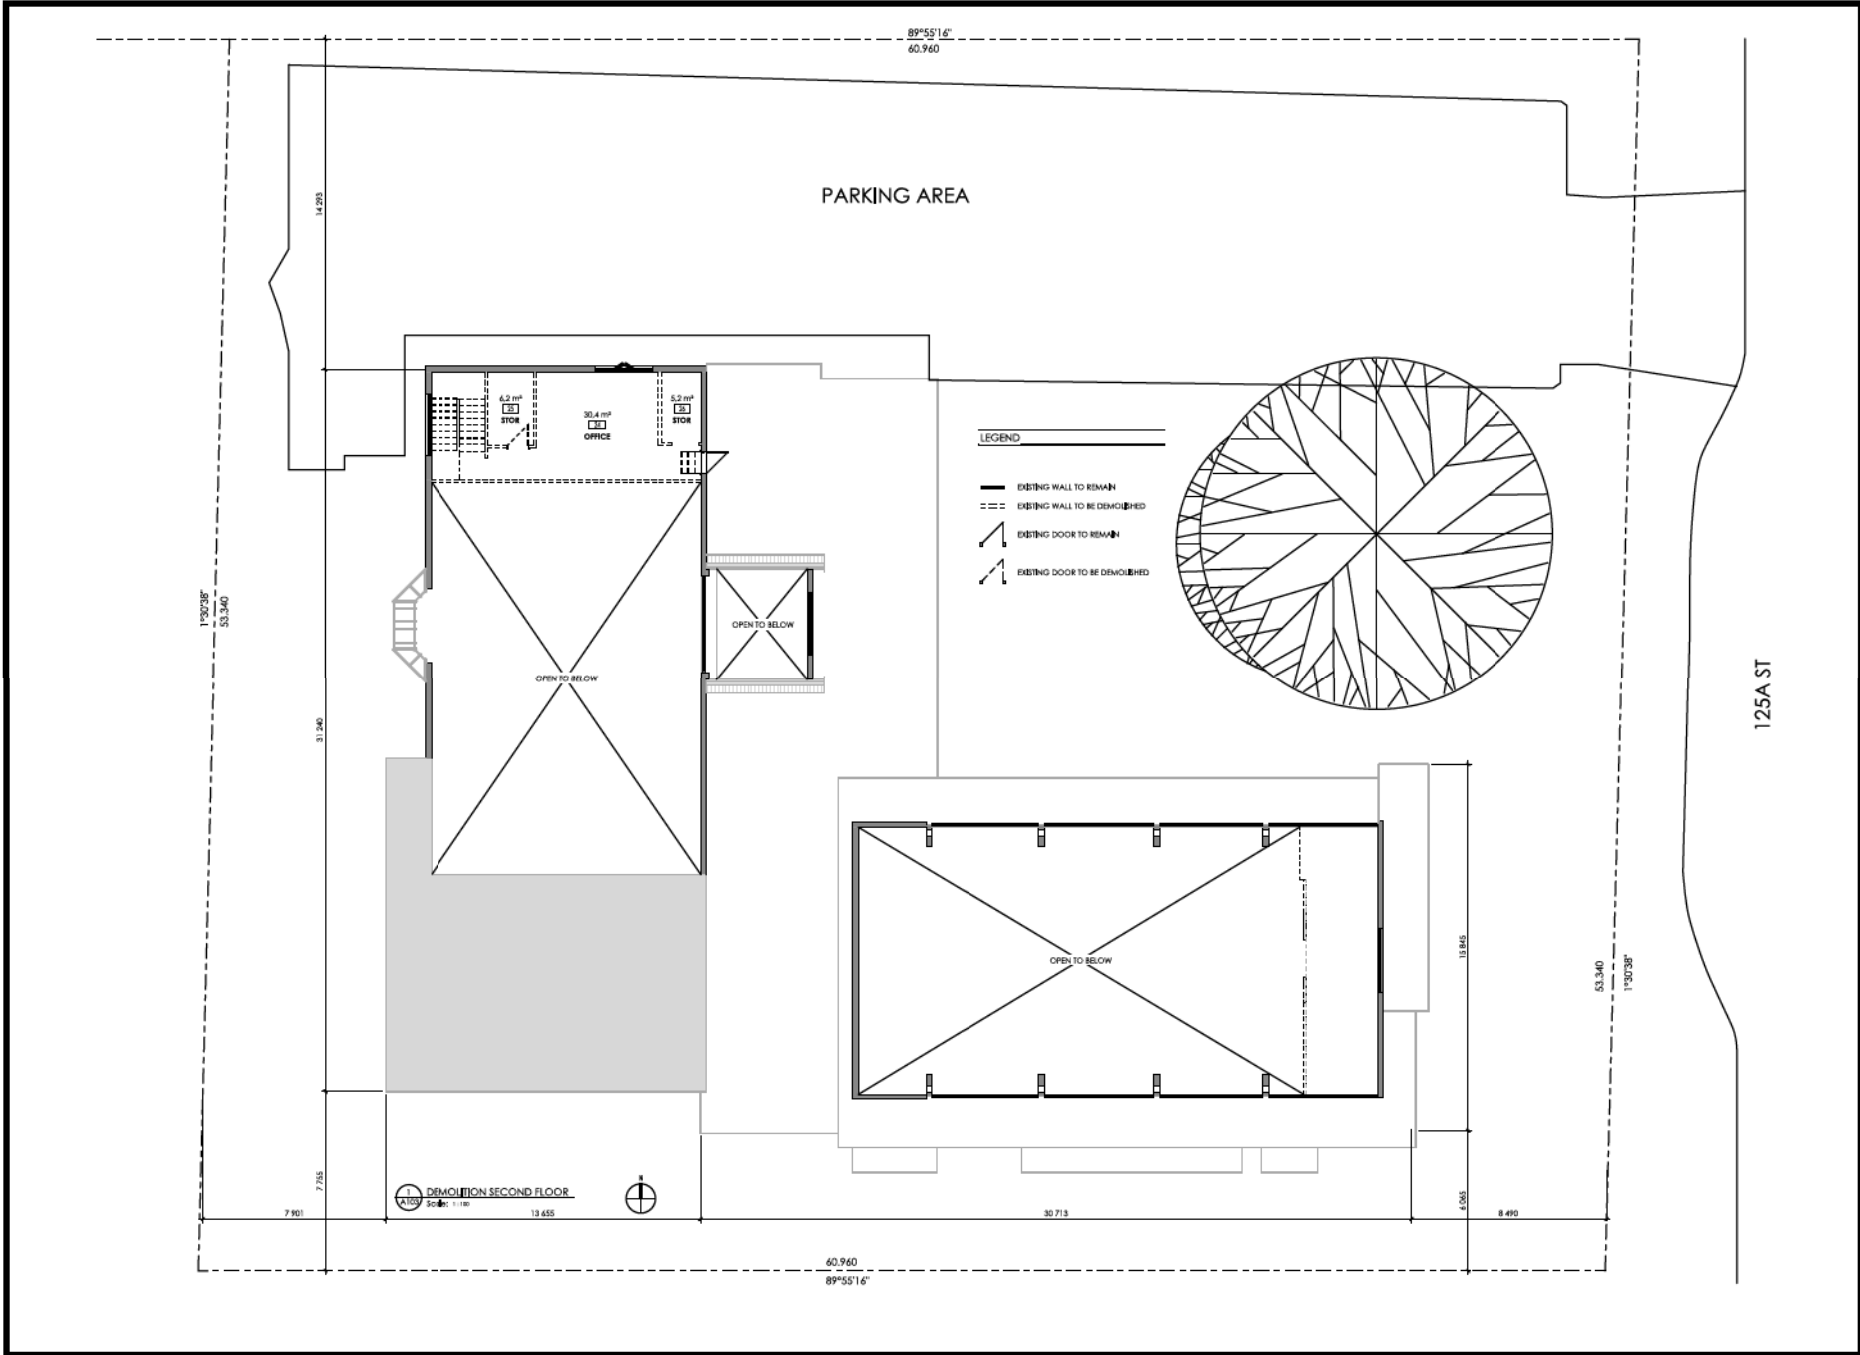 89°55'16"
60.960
14 293
PARKING AREA
6,2 m²
25
STOR
30,4 m²
24
OFFICE
5,2 m²
26
STOR
LEGEND
EXISTING WALL TO REMAIN
EXISTING WALL TO BE DEMOLISHED
EXISTING DOOR TO REMAIN
EXISTING DOOR TO BE DEMOLISHED
1°30'38"
53.340
OPEN TO BELOW
OPEN TO BELOW
31 240
125A ST
15 845
OPEN TO BELOW
53.340
1°30'38"
7 755
1
A103
DEMOLITION SECOND FLOOR
Scale: 1:100
N
6 065
7 901
13 655
30 713
8 490
60.960
89°55'16"